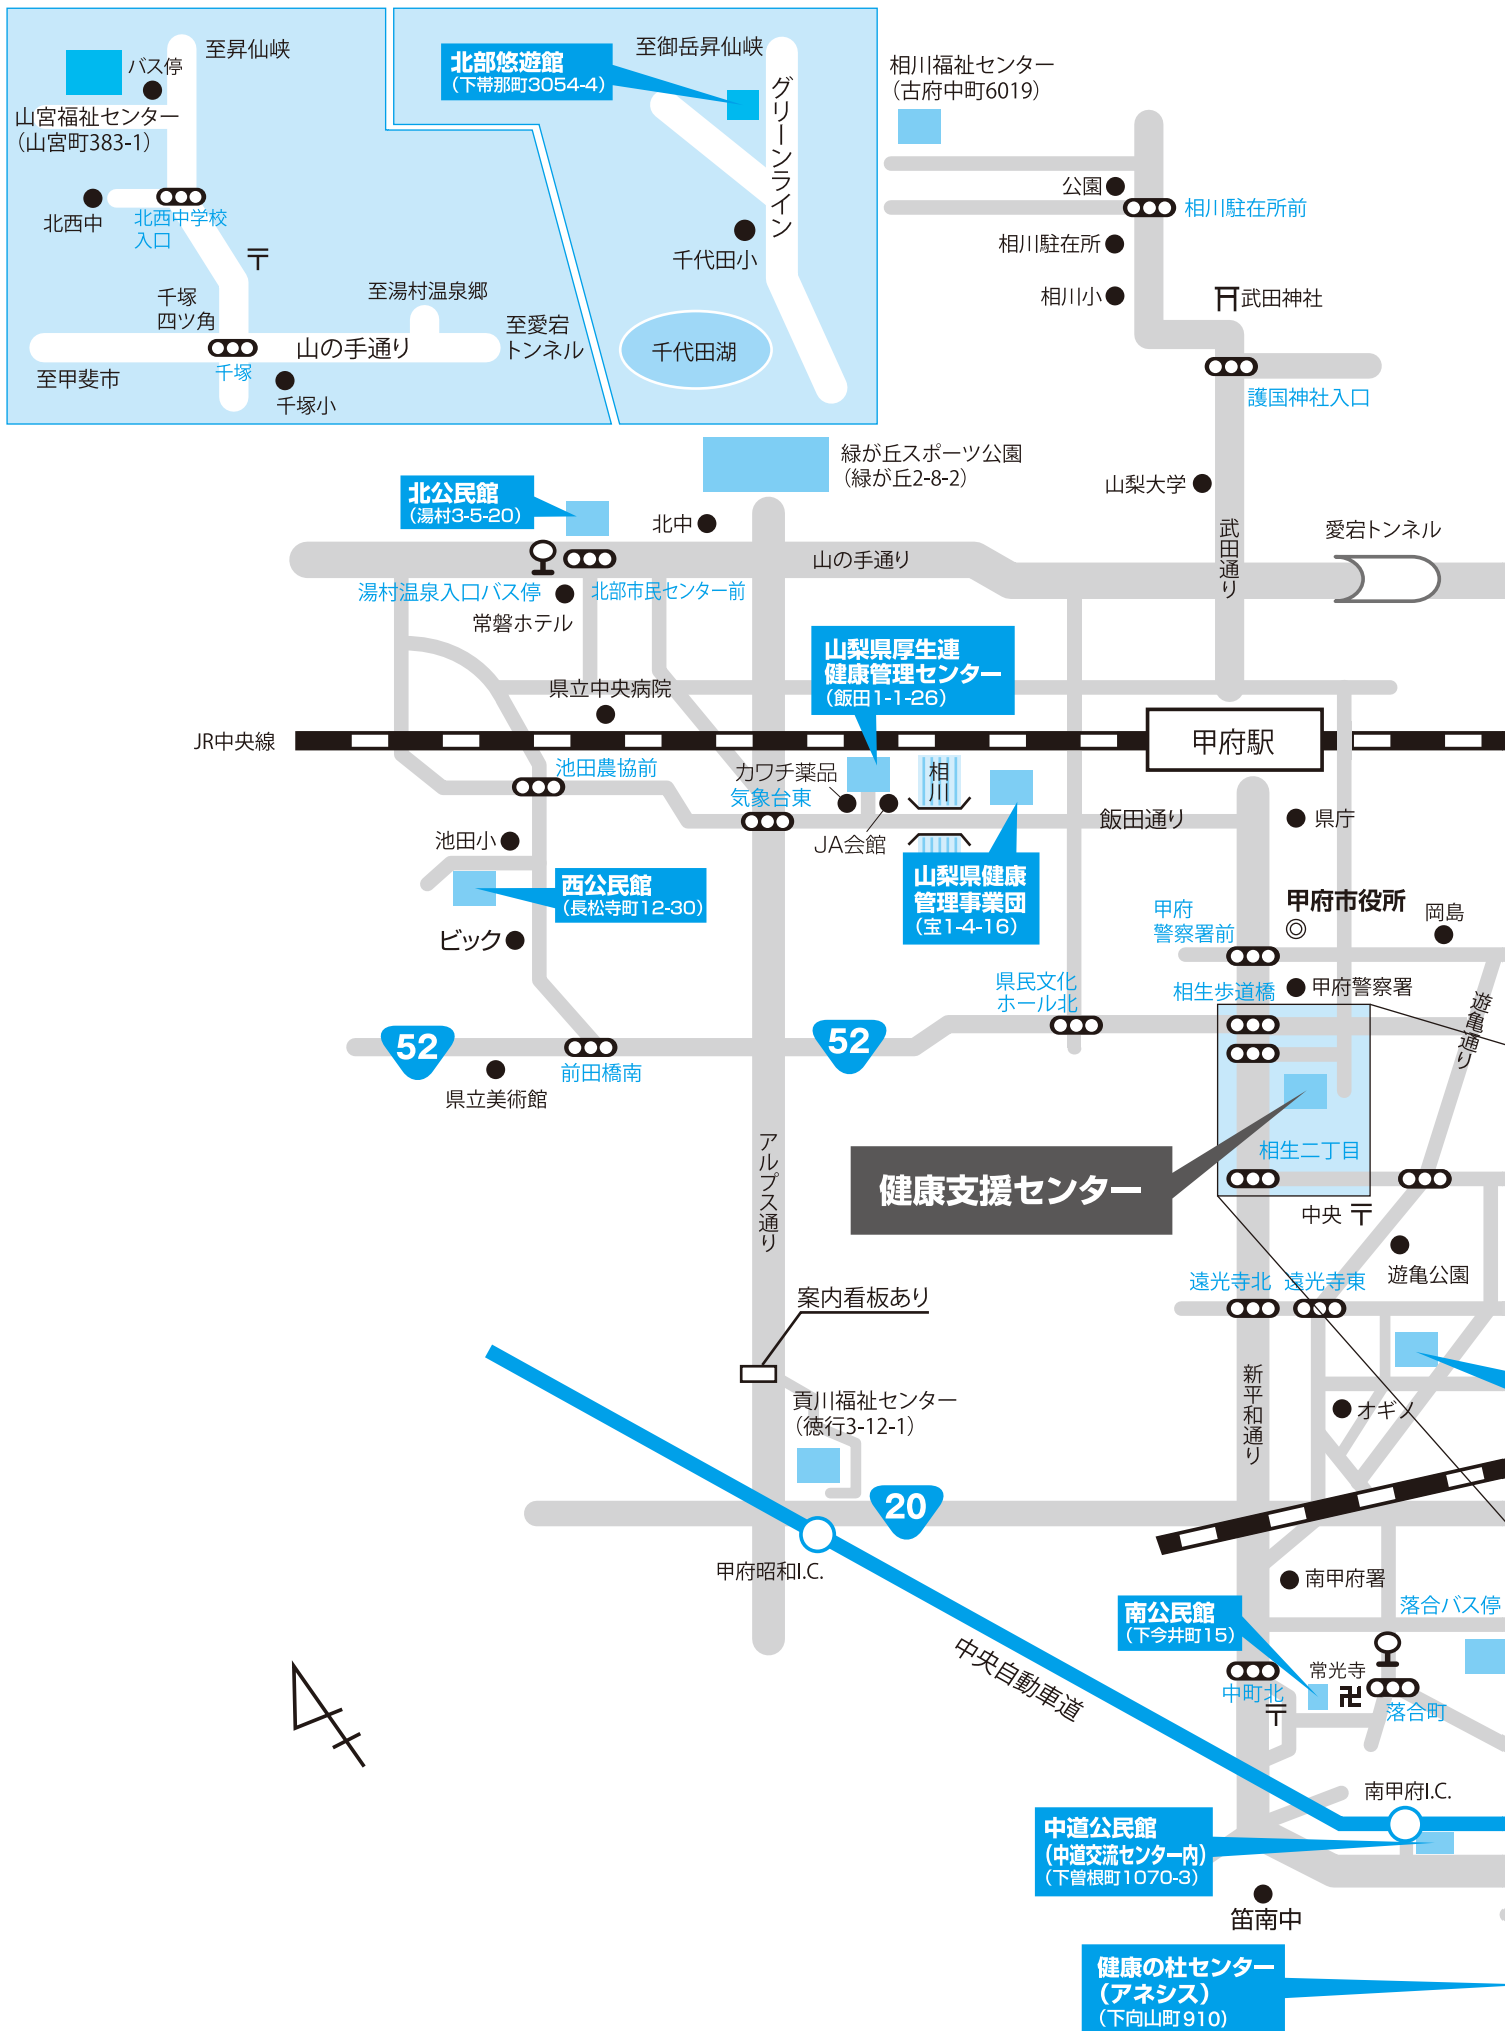 至昇仙峡
バス停
山宮福祉センター
(山宮町383-1)
北西中
北西中学校
入口
〒
千塚
四ツ角
至湯村温泉郷
至愛宕
トンネル
山の手通り
千塚
至甲斐市
千塚小
北部悠遊館
(下帯那町3054-4)
至御岳昇仙峡
グリーンライン
千代田小
千代田湖
相川福祉センター
(古府中町6019)
公園
相川駐在所前
相川駐在所
相川小
武田神社
護国神社入口
緑が丘スポーツ公園
(緑が丘2-8-2)
山梨大学
北公民館
(湯村3-5-20)
北中
武田通り
愛宕トンネル
山の手通り
湯村温泉入口バス停
北部市民センター前
常磐ホテル
山梨県厚生連
健康管理センター
(飯田1-1-26)
県立中央病院
JR中央線
甲府駅
池田農協前
カワチ薬品
気象台東
相川
飯田通り
県庁
池田小
JA会館
西公民館
(長松寺町12-30)
山梨県健康
管理事業団
(宝1-4-16)
甲府市役所
◎
岡島
甲府
警察署前
ビック
県民文化
ホール北
相生歩道橋
甲府警察署
遊亀通り
52
52
前田橋南
県立美術館
アルプス通り
相生二丁目
健康支援センター
中央 〒
遊亀公園
遠光寺北
遠光寺東
案内看板あり
新平和通り
貢川福祉センター
(徳行3-12-1)
オギノ
20
甲府昭和I.C.
南甲府署
落合バス停
南公民館
(下今井町15)
中央自動車道
常光寺
卍
中町北
〒
落合町
南甲府I.C.
中道公民館
(中道交流センター内)
(下曽根町1070-3)
笛南中
健康の杜センター
(アネシス)
(下向山町910)